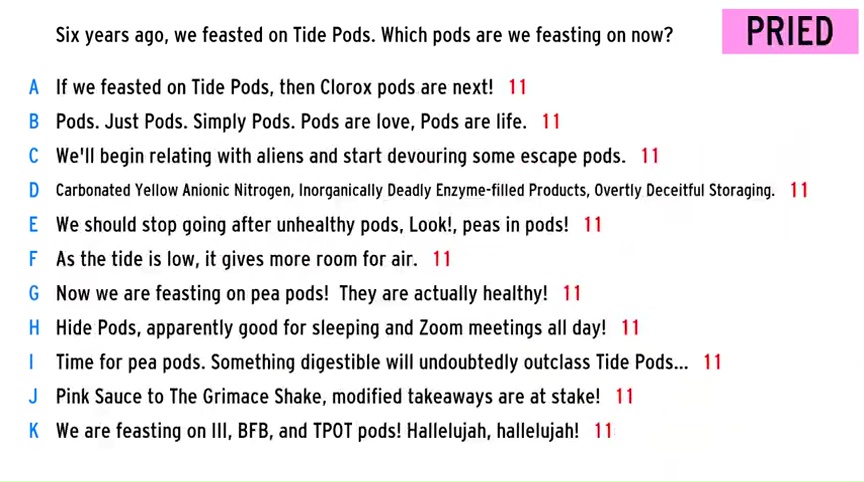 Six years ago, we feasted on Tide Pods. Which pods are we feasting on now?
PRIED
A If we feasted on Tide Pods, then Clorox pods are next! 11
B Pods. Just Pods. Simply Pods. Pods are love, Pods are life. 11
C We'll begin relating with aliens and start devouring some escape pods. 11
D Carbonated Yellow Anionic Nitrogen, Inorganically Deadly Enzyme-filled Products, Overtly Deceitful Storaging. 11
E We should stop going after unhealthy pods, Look!, peas in pods! 11
F As the tide is low, it gives more room for air. 11
G Now we are feasting on pea pods! They are actually healthy! 11
H Hide Pods, apparently good for sleeping and Zoom meetings all day! 11
I Time for pea pods. Something digestible will undoubtedly outclass Tide Pods... 11
J Pink Sauce to The Grimace Shake, modified takeaways are at stake! 11
K We are feasting on III, BFB, and TPOT pods! Hallelujah, hallelujah! 11